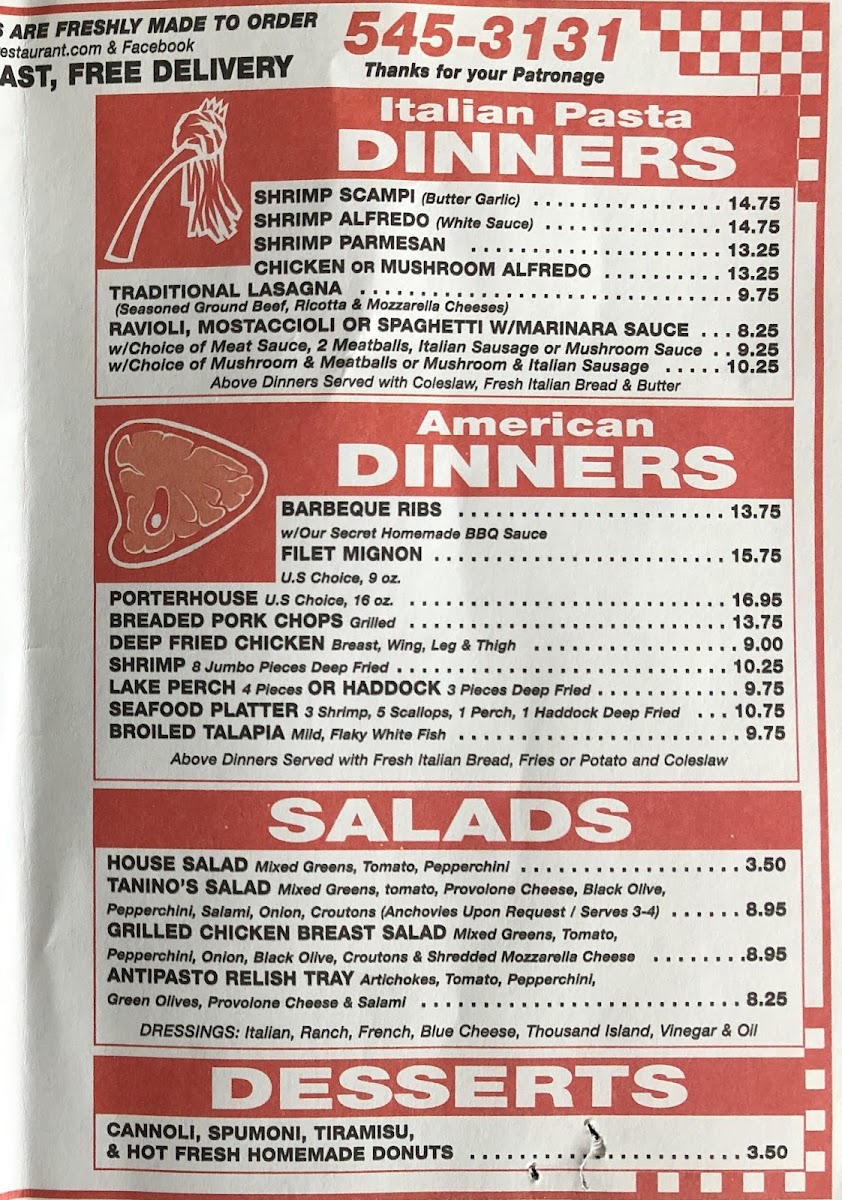 ARE FRESHLY MADE TO ORDER
restaurant.com & Facebook
AST, FREE DELIVERY
545-3131
Thanks for your Patronage
Italian Pasta
DINNERS
SHRIMP SCAMPI (Butter Garlic) . . . . . . . . . . . . . . . . 14.75
SHRIMP ALFREDO (White Sauce) . . . . . . . . . . . . . . . 14.75
SHRIMP PARMESAN . . . . . . . . . . . . . . . . . . . . . 13.25
CHICKEN OR MUSHROOM ALFREDO . . . . . . . . . . 13.25
TRADITIONAL LASAGNA . . . . . . . . . . . . . . . . . . . . . . . . . . . . . . . 9.75
(Seasoned Ground Beef, Ricotta & Mozzarella Cheeses)
RAVIOLI, MOSTACCIOLI OR SPAGHETTI W/MARINARA SAUCE . . . 8.25
w/Choice of Meat Sauce, 2 Meatballs, Italian Sausage or Mushroom Sauce . . 9.25
w/Choice of Mushroom & Meatballs or Mushroom & Italian Sausage . . . . . 10.25
Above Dinners Served with Coleslaw, Fresh Italian Bread & Butter
American
DINNERS
BARBEQUE RIBS . . . . . . . . . . . . . . . . . . . . . . . 13.75
w/Our Secret Homemade BBQ Sauce
FILET MIGNON . . . . . . . . . . . . . . . . . . . . . . . . . 15.75
U.S Choice, 9 oz.
PORTERHOUSE U.S Choice, 16 oz. . . . . . . . . . . . . . . . . . . . . . . . . . . . 16.95
BREADED PORK CHOPS Grilled . . . . . . . . . . . . . . . . . . . . . . . . . . . 13.75
DEEP FRIED CHICKEN Breast, Wing, Leg & Thigh . . . . . . . . . . . . . . . . . 9.00
SHRIMP 8 Jumbo Pieces Deep Fried . . . . . . . . . . . . . . . . . . . . . . . . . . . . 10.25
LAKE PERCH 4 Pieces OR HADDOCK 3 Pieces Deep Fried . . . . . . . . . . . . 9.75
SEAFOOD PLATTER 3 Shrimp, 5 Scallops, 1 Perch, 1 Haddock Deep Fried . . . 10.75
BROILED TALAPIA Mild, Flaky White Fish . . . . . . . . . . . . . . . . . . . . . . . . 9.75
Above Dinners Served with Fresh Italian Bread, Fries or Potato and Coleslaw
SALADS
HOUSE SALAD Mixed Greens, Tomato, Pepperchini . . . . . . . . . . . . . . . . . . . 3.50
TANINO'S SALAD Mixed Greens, tomato, Provolone Cheese, Black Olive,
Pepperchini, Salami, Onion, Croutons (Anchovies Upon Request / Serves 3-4) . . . . . . 8.95
GRILLED CHICKEN BREAST SALAD Mixed Greens, Tomato,
Pepperchini, Onion, Black Olive, Croutons & Shredded Mozzarella Cheese . . . . . . . .8.95
ANTIPASTO RELISH TRAY Artichokes, Tomato, Pepperchini,
Green Olives, Provolone Cheese & Salami . . . . . . . . . . . . . . . . . . . . . . . . . . . 8.25
DRESSINGS: Italian, Ranch, French, Blue Cheese, Thousand Island, Vinegar & Oil
DESSERTS
CANNOLI, SPUMONI, TIRAMISU,
& HOT FRESH HOMEMADE DONUTS . . . . . . . . . . . . . . . . . . . . . . . 3.50